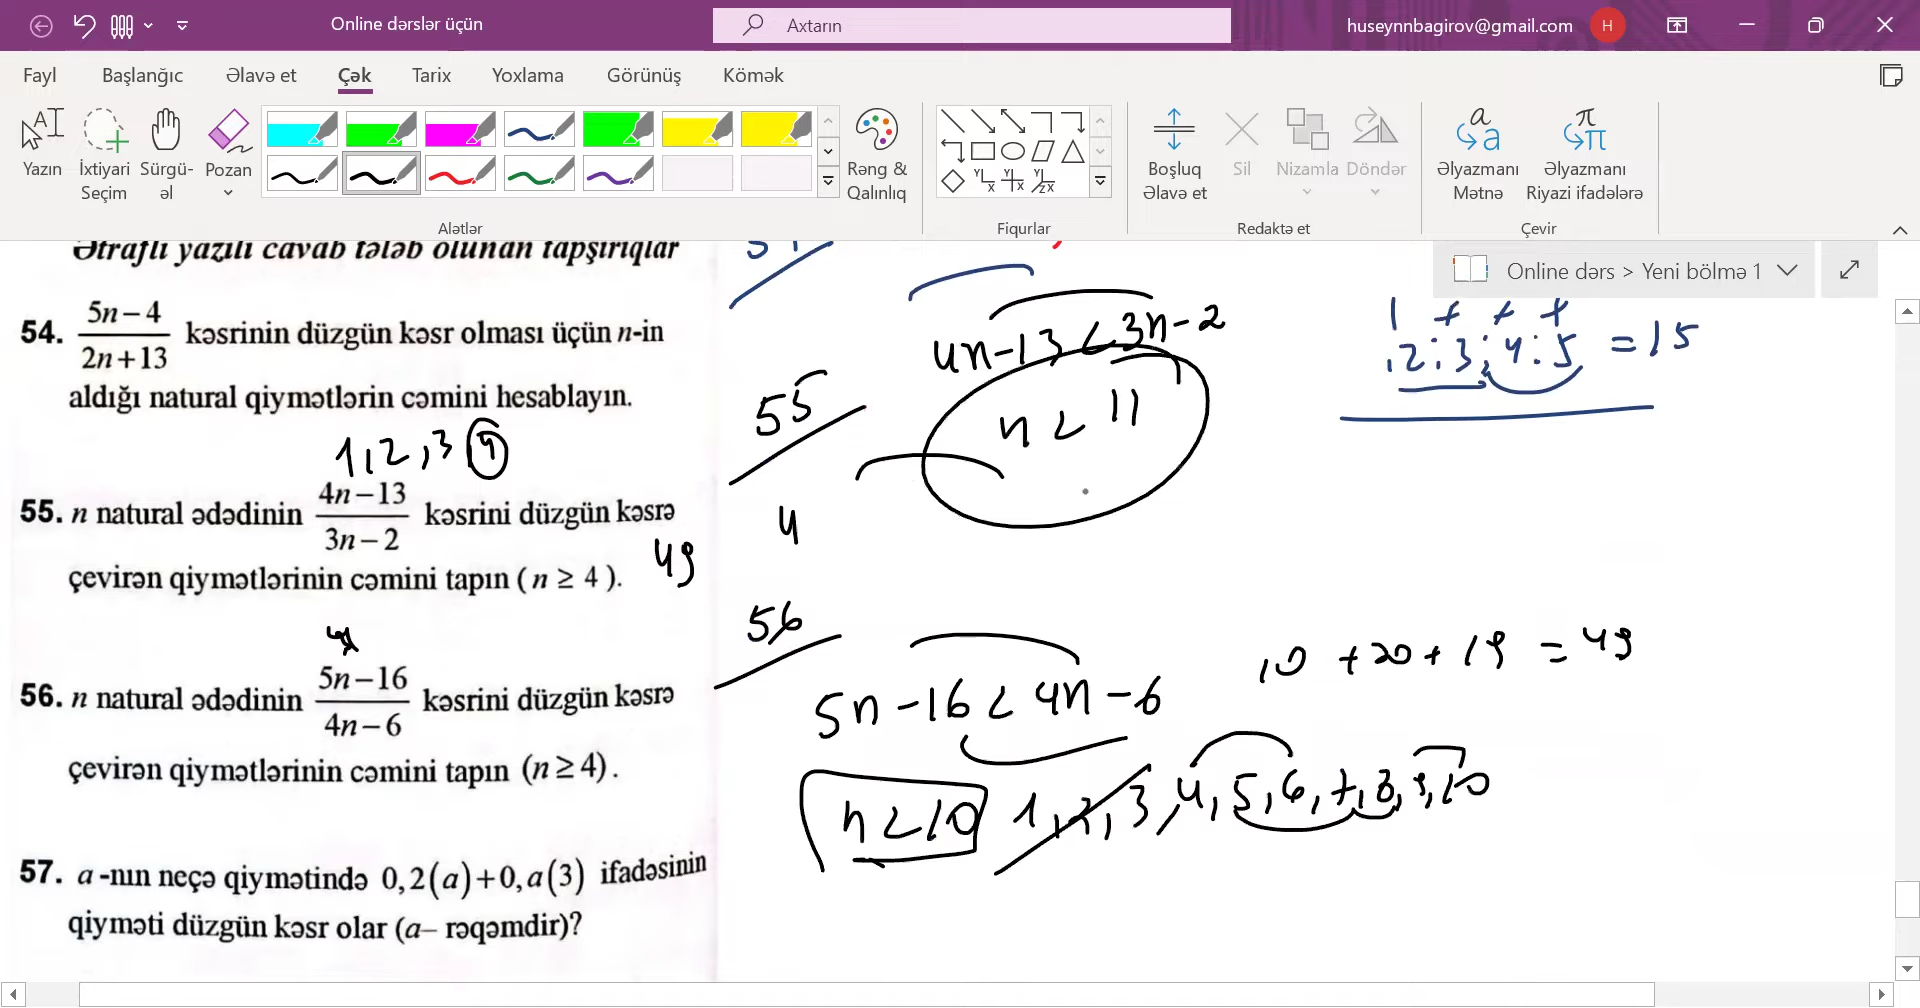 Online dərslər üçün
Axtarın
huseynnbagirov@gmail.com
H
Fayl
Başlanğıc
Əlavə et
Çək
Tarix
Yoxlama
Görünüş
Kömək
Yazın
İxtiyari Seçim
Sürgü-əl
Pozan
Rəng & Qalınlıq
Boşluq Əlavə et
Sil
Nizamla
Döndər
Əlyazmanı Mətnə
Əlyazmanı Riyazi ifadələrə
Alətlər
Fiqurlar
Redaktə et
Çevir
Online dərs > Yeni bölmə 1
Ətraflı yazılı cavab tələb olunan tapşırıqlar
54. (5n – 4)/(2n + 13) kəsrinin düzgün kəsr olması üçün n-in
aldığı natural qiymətlərin cəmini hesablayın.
1,2,3 4
55. n natural ədədinin (4n – 13)/(3n – 2) kəsrini düzgün kəsrə
çevirən qiymətlərinin cəmini tapın (n ≥ 4).
49
56. n natural ədədinin (5n – 16)/(4n – 6) kəsrini düzgün kəsrə
çevirən qiymətlərinin cəmini tapın (n ≥ 4).
57. a-nın neçə qiymətində 0,2(a)+0,a(3) ifadəsinin
qiyməti düzgün kəsr olar (a– rəqəmdir)?
4n-13<3n-2
55
n<11
4
= 15
56
5n-16<4n-6
10+20+19=49
n<10 1,2,3,4,5,6,7,8,9,10